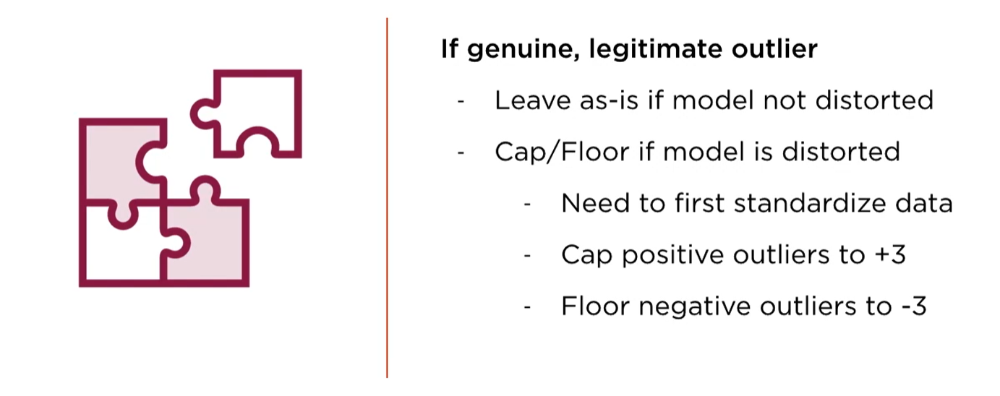 If genuine, legitimate outlier
- Leave as-is if model not distorted
- Cap/Floor if model is distorted
- Need to first standardize data
- Cap positive outliers to +3
- Floor negative outliers to -3